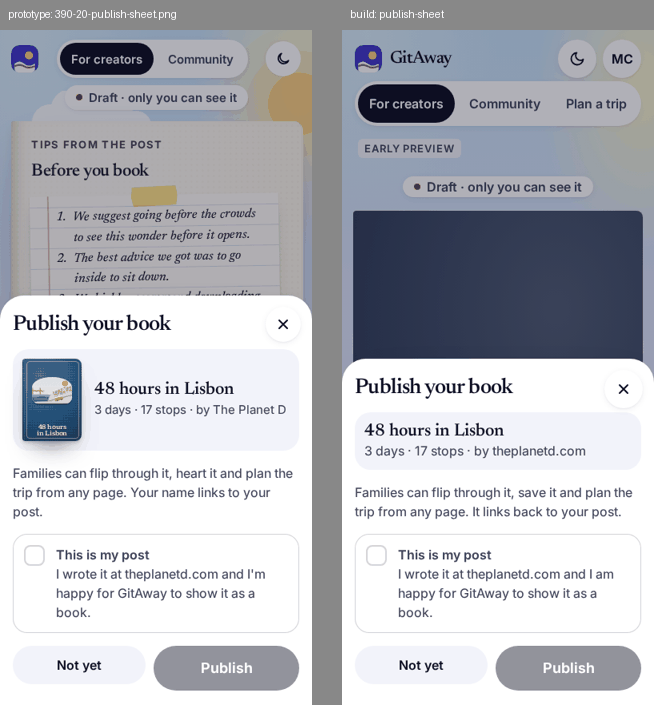 prototype: 390-20-publish-sheet.png
For creators
Community
Draft · only you can see it
TIPS FROM THE POST
Before you book
1. We suggest going before the crowds
to see this wonder before it opens.
2. The best advice we got was to go
inside to sit down.
Publish your book
48 hours
in Lisbon
48 hours in Lisbon
3 days · 17 stops · by The Planet D
Families can flip through it, heart it and plan the
trip from any page. Your name links to your
post.
This is my post
I wrote it at theplanetd.com and I'm
happy for GitAway to show it as a
book.
Not yet
Publish
build: publish-sheet
GitAway
MC
For creators
Community
Plan a trip
EARLY PREVIEW
Draft · only you can see it
Publish your book
48 hours in Lisbon
3 days · 17 stops · by theplanetd.com
Families can flip through it, save it and plan the
trip from any page. It links back to your post.
This is my post
I wrote it at theplanetd.com and I am
happy for GitAway to show it as a
book.
Not yet
Publish